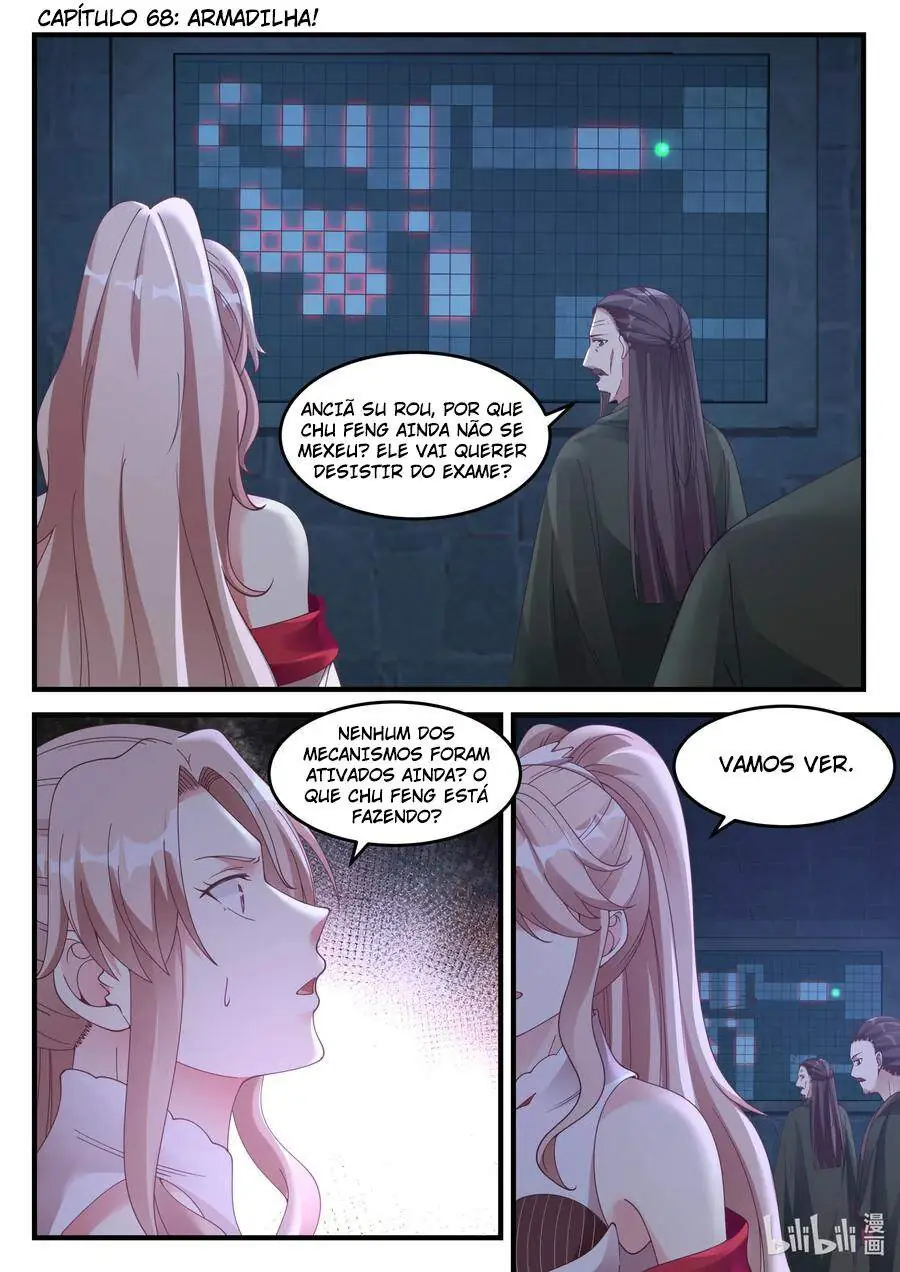 CAPÍTULO 68: ARMADILHA!
ANCIÃ SU ROU, POR QUE
CHU FENG AINDA NÃO SE
MEXEU? ELE VAI QUERER
DESISTIR DO EXAME?
NENHUM DOS
MECANISMOS FORAM
ATIVADOS AINDA? O
QUE CHU FENG ESTÁ
FAZENDO?
VAMOS VER.
bilibili 漫画